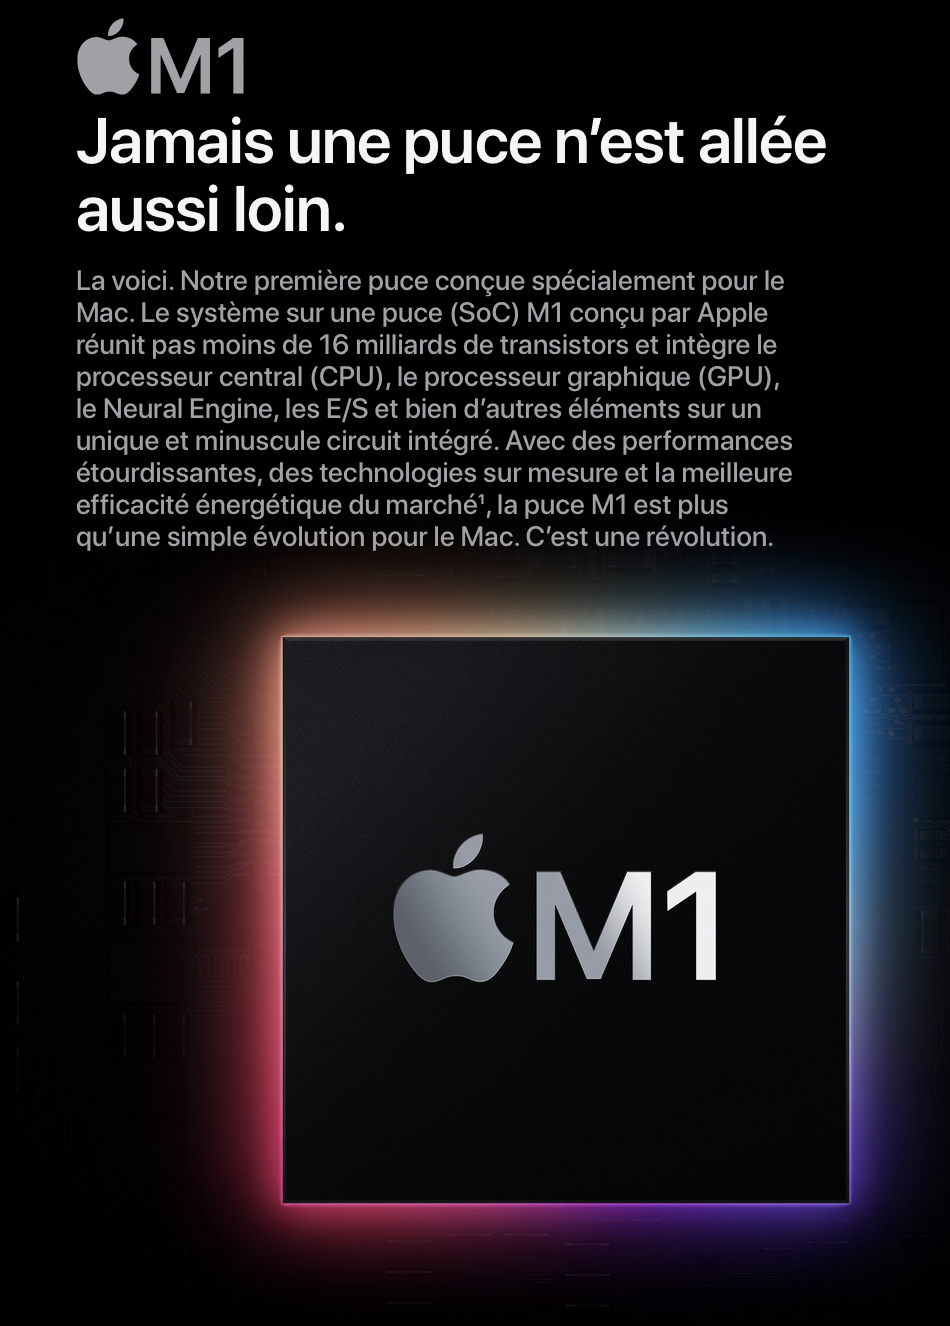 M1
Jamais une puce n’est allée
aussi loin.
La voici. Notre première puce conçue spécialement pour le
Mac. Le système sur une puce (SoC) M1 conçu par Apple
réunit pas moins de 16 milliards de transistors et intègre le
processeur central (CPU), le processeur graphique (GPU),
le Neural Engine, les E/S et bien d’autres éléments sur un
unique et minuscule circuit intégré. Avec des performances
étourdissantes, des technologies sur mesure et la meilleure
efficacité énergétique du marché¹, la puce M1 est plus
qu’une simple évolution pour le Mac. C’est une révolution.
M1